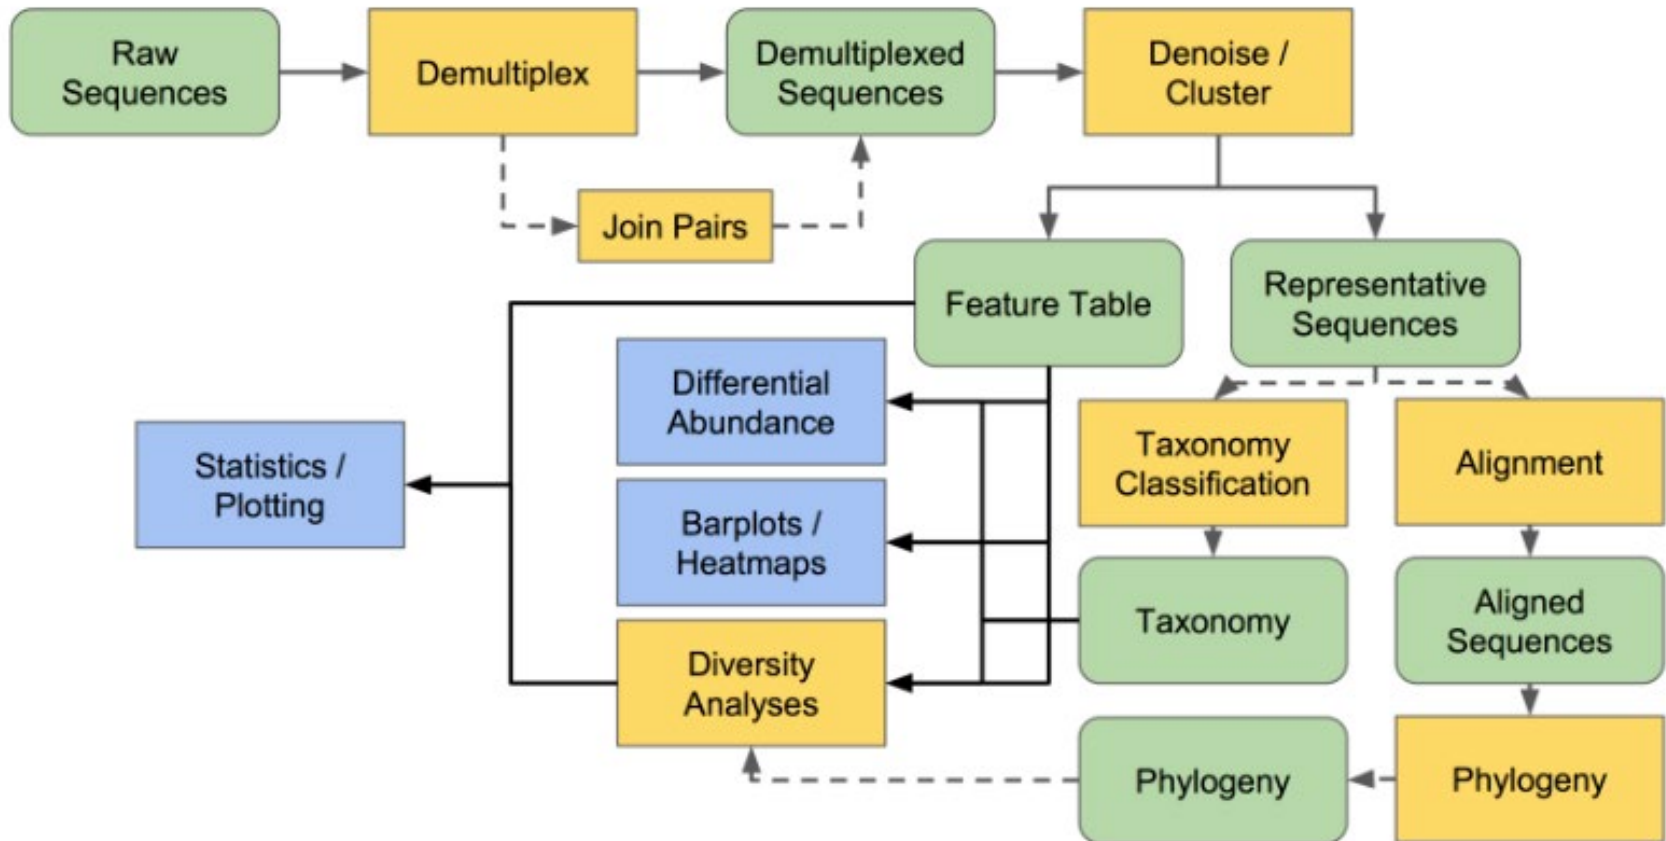 Raw
Sequences
Demultiplex
Demultiplexed
Sequences
Denoise /
Cluster
Join Pairs
Feature Table
Representative
Sequences
Differential
Abundance
Taxonomy
Classification
Alignment
Statistics /
Plotting
Barplots /
Heatmaps
Taxonomy
Aligned
Sequences
Diversity
Analyses
Phylogeny
Phylogeny